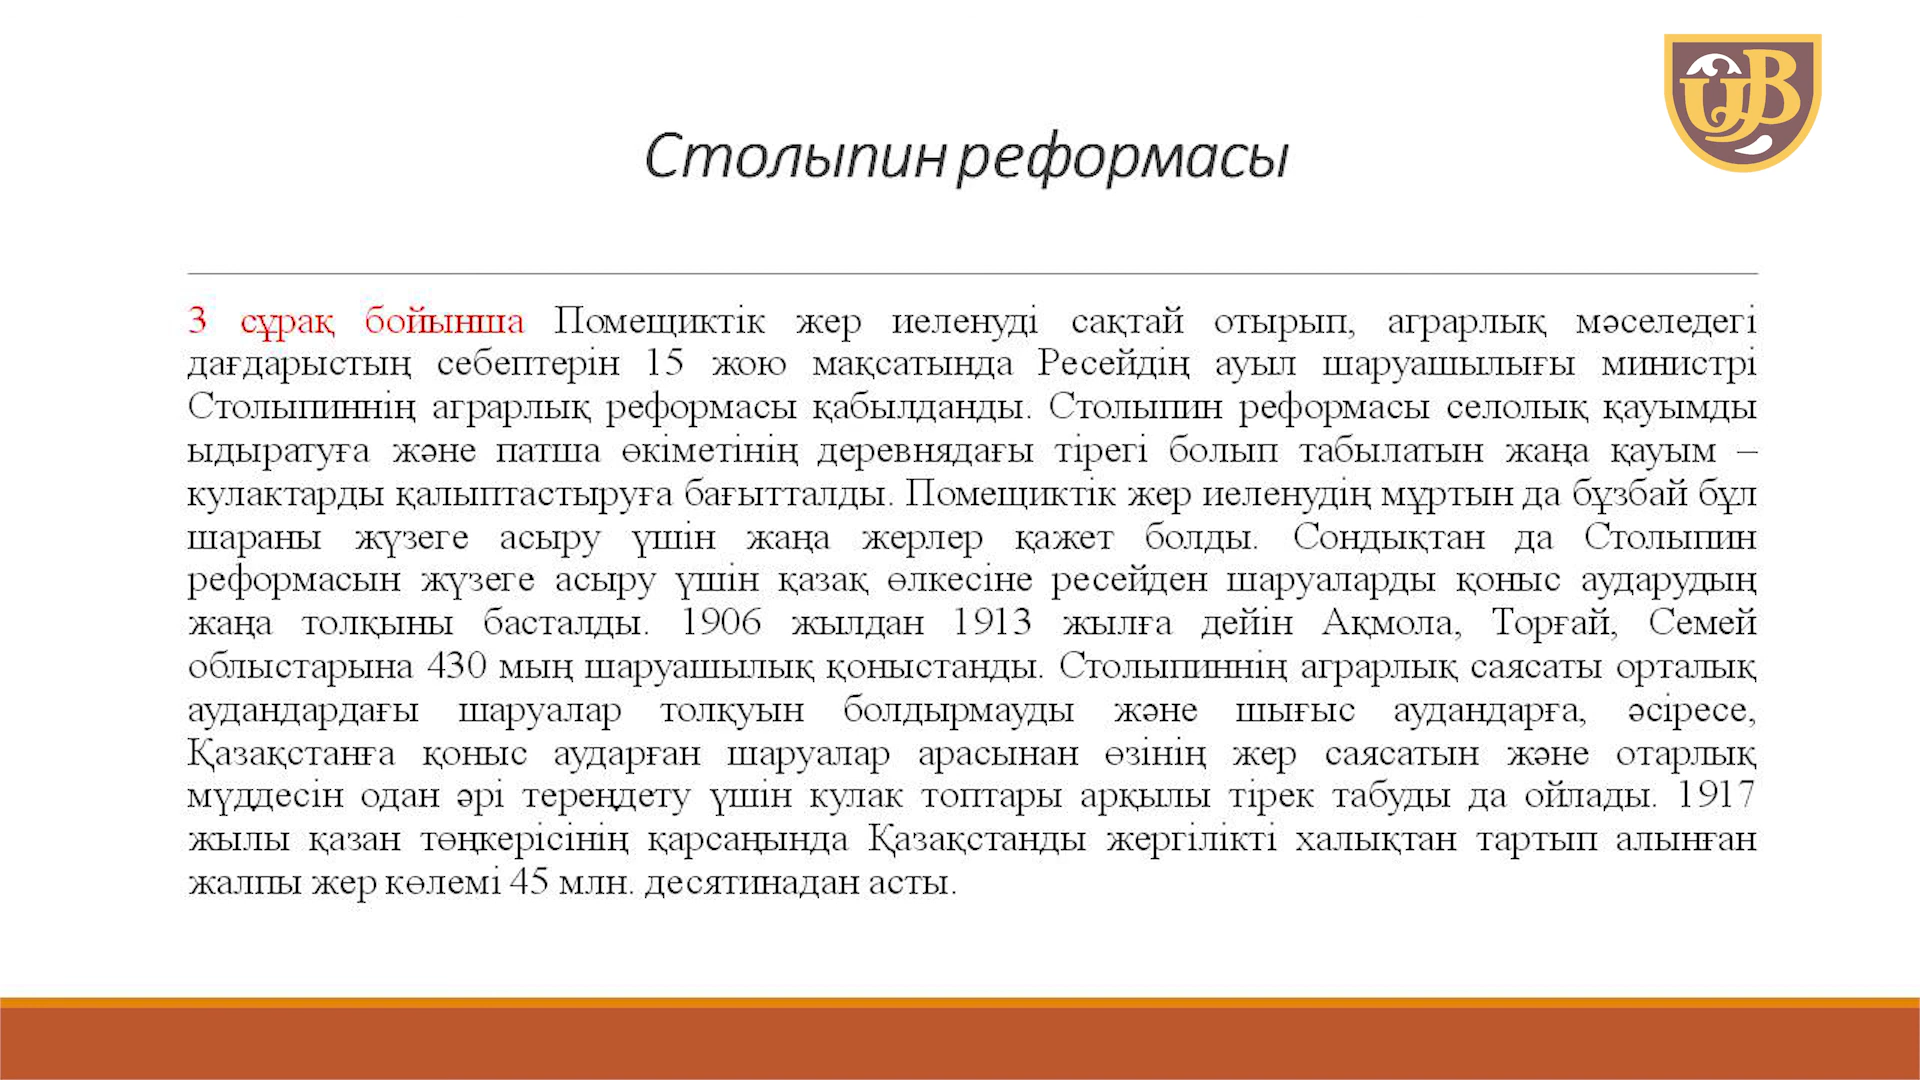 Столыпин реформасы
3 сұрақ бойынша Помещиктік жер иеленуді сақтай отырып, аграрлық мәселедегі
дағдарыстың себептерін 15 жою мақсатында Ресейдің ауыл шаруашылығы министрі
Столыпиннің аграрлық реформасы қабылданды. Столыпин реформасы селолық қауымды
ыдыратуға және патша өкіметінің деревнядағы тірегі болып табылатын жаңа қауым –
кулактарды қалыптастыруға бағытталды. Помещиктік жер иеленудің мұртын да бұзбай бұл
шараны жүзеге асыру үшін жаңа жерлер қажет болды. Сондықтан да Столыпин
реформасын жүзеге асыру үшін қазақ өлкесіне ресейден шаруаларды қоныс аударудың
жаңа толқыны басталды. 1906 жылдан 1913 жылға дейін Ақмола, Торғай, Семей
облыстарына 430 мың шаруашылық қоныстанды. Столыпиннің аграрлық саясаты орталық
аудандардағы шаруалар толқуын болдырмауды және шығыс аудандарға, әсіресе,
Қазақстанға қоныс аударған шаруалар арасынан өзінің жер саясатын және отарлық
мүддесін одан әрі тереңдету үшін кулак топтары арқылы тірек табуды да ойлады. 1917
жылы қазан төңкерісінің қарсаңында Қазақстанды жергілікті халықтан тартып алынған
жалпы жер көлемі 45 млн. десятинадан асты.